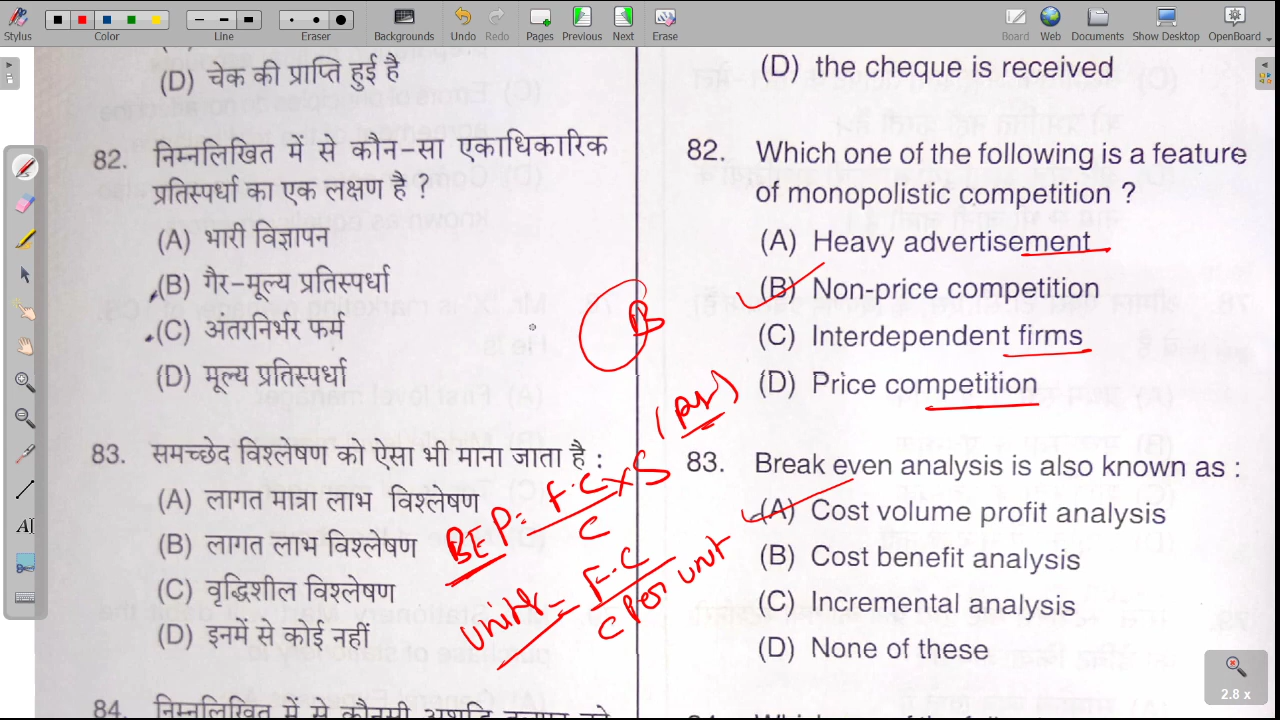 Stylus
Color
Line
Eraser
Backgrounds
Undo
Redo
Pages
Previous
Next
Erase
Board
Web
Documents
Show Desktop
OpenBoard
(D) चेक की प्राप्ति हुई है
82. निम्नलिखित में से कौन-सा एकाधिकारिक
प्रतिस्पर्धा का एक लक्षण है ?
(A) भारी विज्ञापन
(B) गैर-मूल्य प्रतिस्पर्धा
(C) अंतरनिर्भर फर्म
(D) मूल्य प्रतिस्पर्धा
83. समच्छेद विश्लेषण को ऐसा भी माना जाता है :
(A) लागत मात्रा लाभ विश्लेषण
(B) लागत लाभ विश्लेषण
(C) वृद्धिशील विश्लेषण
(D) इनमें से कोई नहीं
84. निम्नलिखित में से कौनसी
(D) the cheque is received
82. Which one of the following is a feature
of monopolistic competition ?
(A) Heavy advertisement
(B) Non-price competition
(C) Interdependent firms
(D) Price competition
83. Break even analysis is also known as :
(A) Cost volume profit analysis
(B) Cost benefit analysis
(C) Incremental analysis
(D) None of these
B
BEP = F.C x S
C
F.C
C per unit
2.8 x